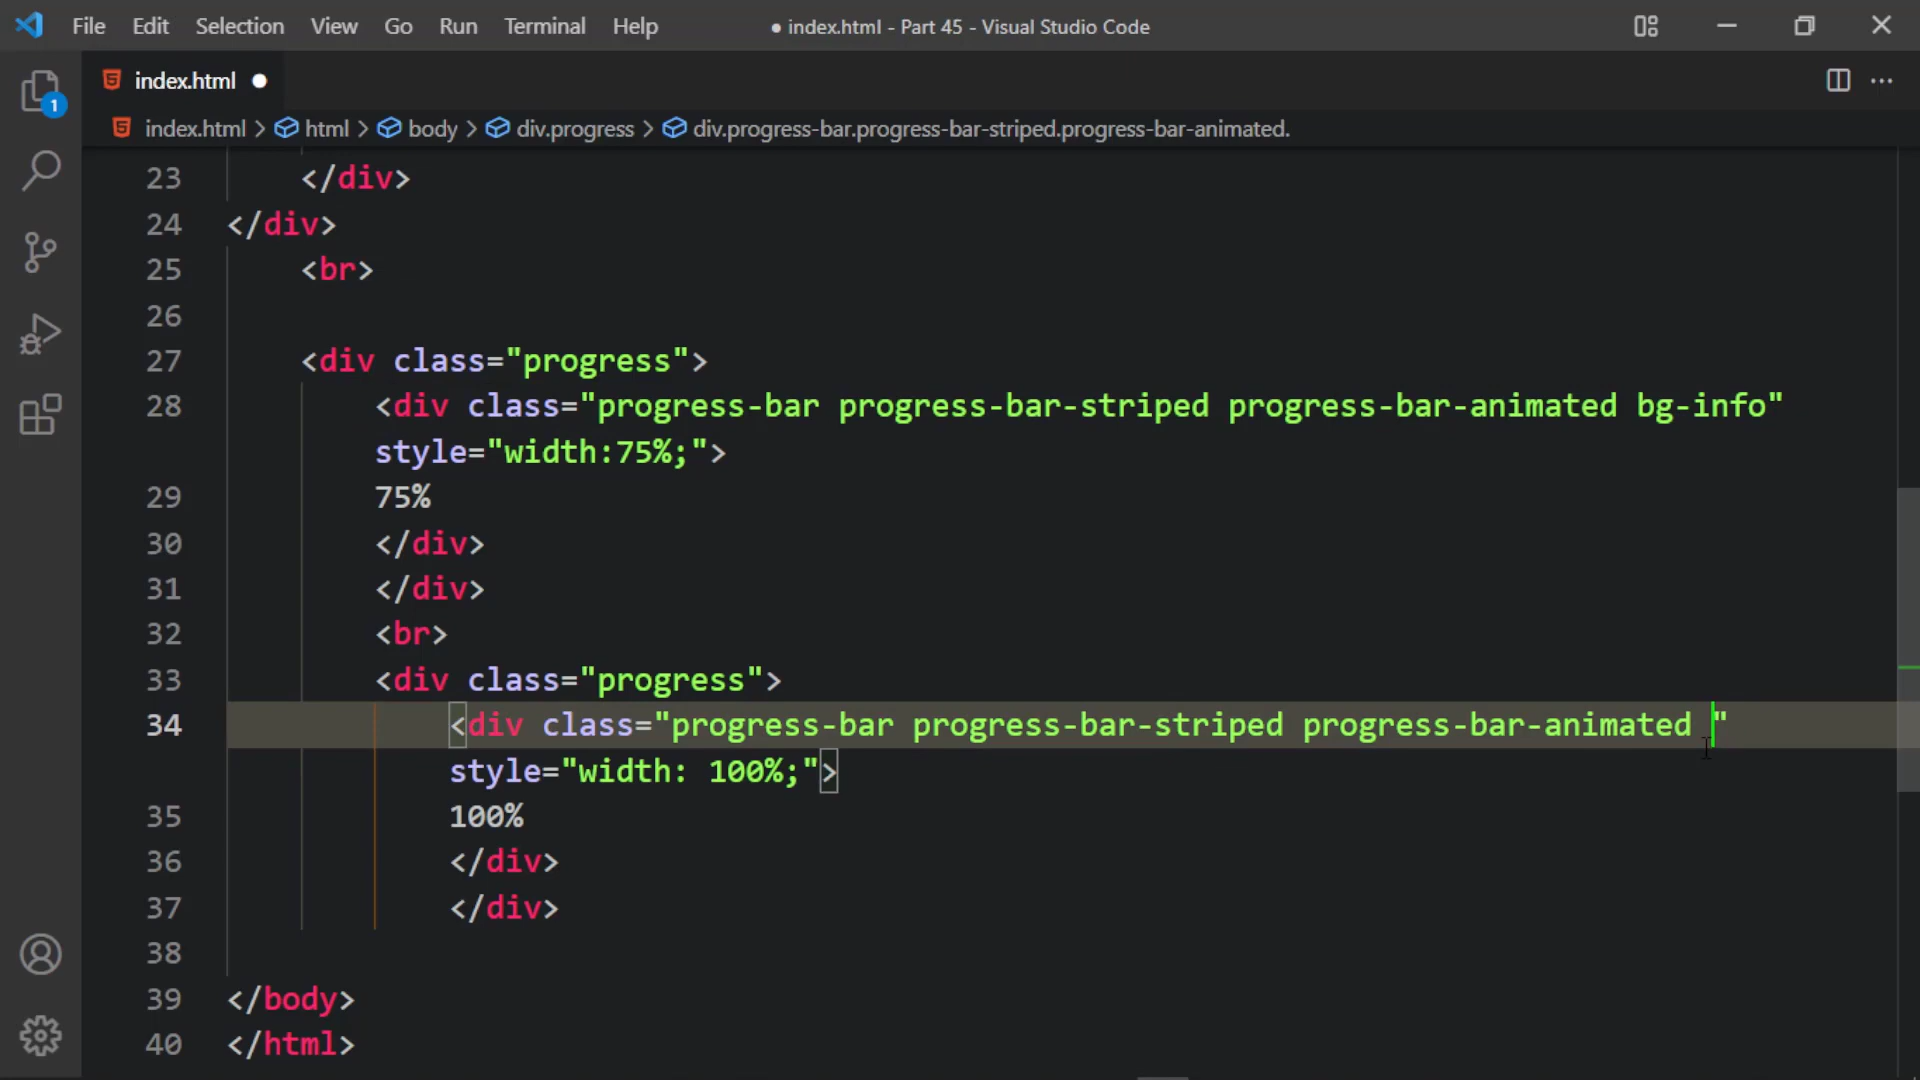 File Edit Selection View Go Run Terminal Help ● index.html - Part 45 - Visual Studio Code
index.html ●
1
index.html > html > body > div.progress > div.progress-bar.progress-bar-striped.progress-bar-animated.
23 </div>
24 </div>
25 <br>
26
27 <div class="progress">
28 <div class="progress-bar progress-bar-striped progress-bar-animated bg-info"
style="width:75%;">
29 75%
30 </div>
31 </div>
32 <br>
33 <div class="progress">
34 <div class="progress-bar progress-bar-striped progress-bar-animated "
style="width: 100%;">
35 100%
36 </div>
37 </div>
38
39 </body>
40 </html>